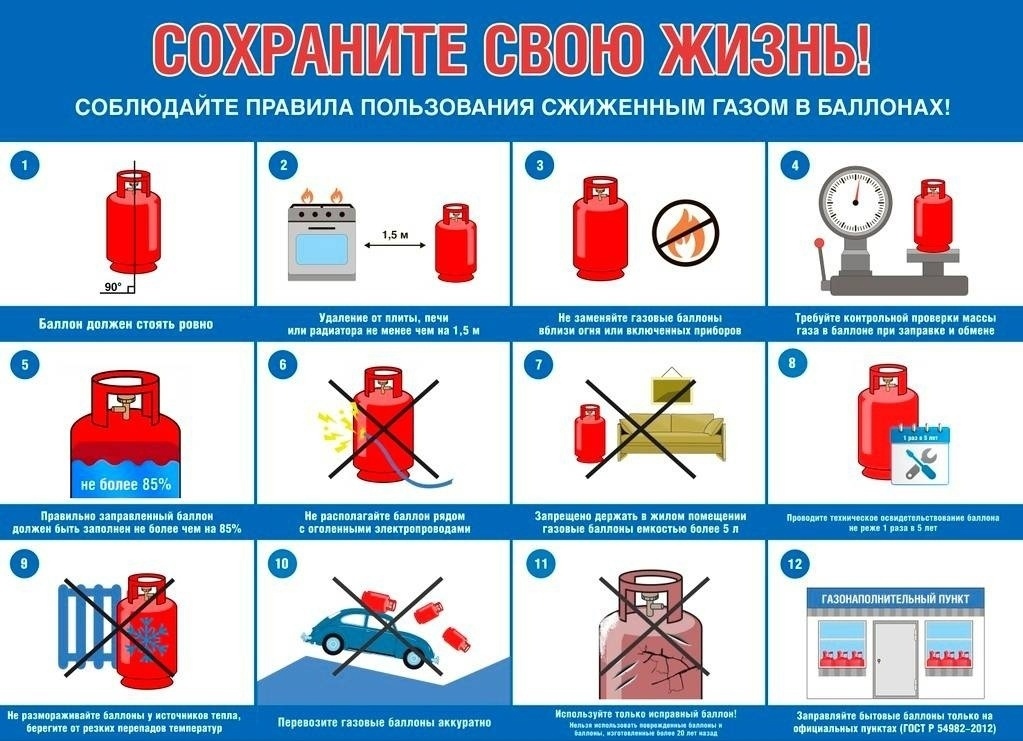 СОХРАНИТЕ СВОЮ ЖИЗНЬ!
СОБЛЮДАЙТЕ ПРАВИЛА ПОЛЬЗОВАНИЯ СЖИЖЕННЫМ ГАЗОМ В БАЛЛОНАХ!
1
90°
Баллон должен стоять ровно
2
1,5 м
Удаление от плиты, печи
или радиатора не менее чем на 1,5 м
3
Не заменяйте газовые баллоны
вблизи огня или включенных приборов
4
Требуйте контрольной проверки массы
газа в баллоне при заправке и обмене
5
не более 85%
Правильно заправленный баллон
должен быть заполнен не более чем на 85%
6
Не располагайте баллон рядом
с оголенными электропроводами
7
Запрещено держать в жилом помещении
газовые баллоны емкостью более 5 л
8
1 раз в 5 лет
Проводите техническое освидетельствование баллона
не реже 1 раза в 5 лет
9
Не размораживайте баллоны у источников тепла,
берегите от резких перепадов температур
10
Перевозите газовые баллоны аккуратно
11
Используйте только исправный баллон!
Нельзя использовать поврежденные баллоны и
баллоны, изготовленные более 20 лет назад
12
ГАЗОНАПОЛНИТЕЛЬНЫЙ ПУНКТ
Заправляйте бытовые баллоны только на
официальных пунктах (ГОСТ Р 54982–2012)